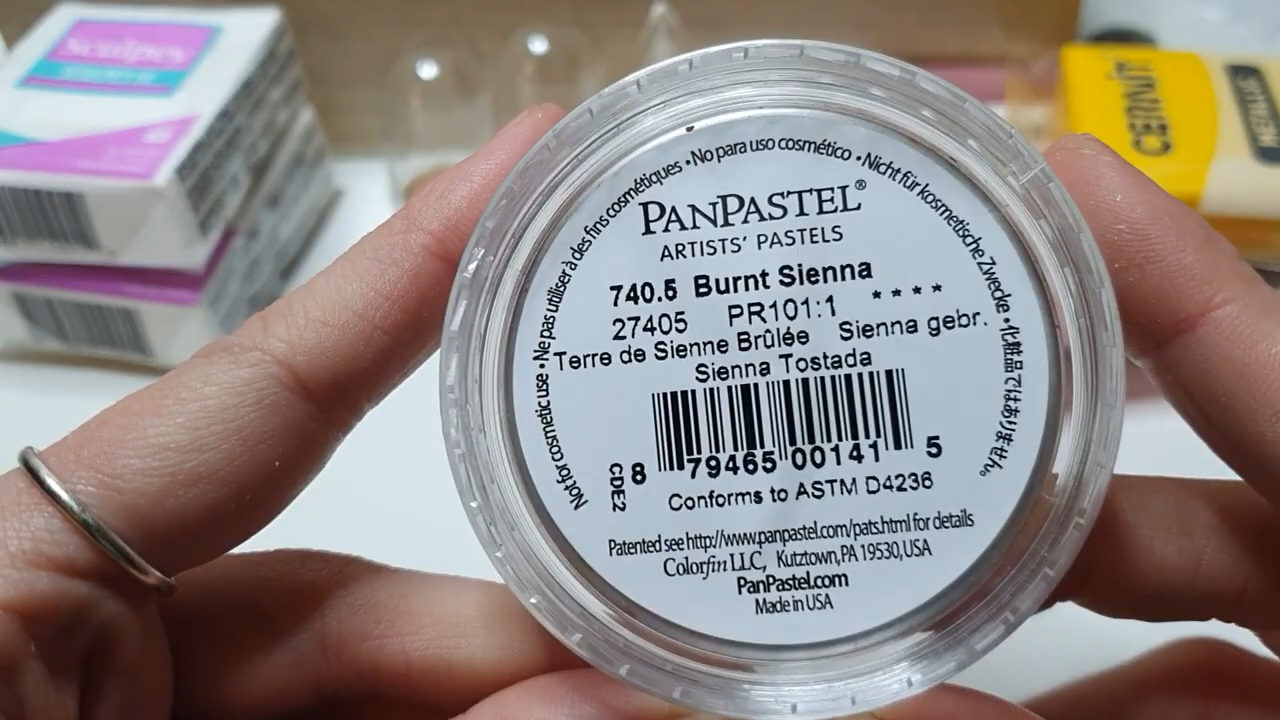 Sculpey
CERNIT
Not for cosmetic use • Ne pas utiliser à des fins cosmétiques • No para uso cosmético • Nicht für kosmetische Zwecke • 化粧品ではありません。
PANPASTEL®
ARTISTS' PASTELS
740.5 Burnt Sienna
27405 PR101:1 ****
Terre de Sienne Brûlée Sienna gebr.
Sienna Tostada
CDE2
8 79465 00141 5
Conforms to ASTM D4236
Patented see http://www.panpastel.com/pats.html for details
Colorfin LLC, Kutztown, PA 19530, USA
PanPastel.com
Made in USA